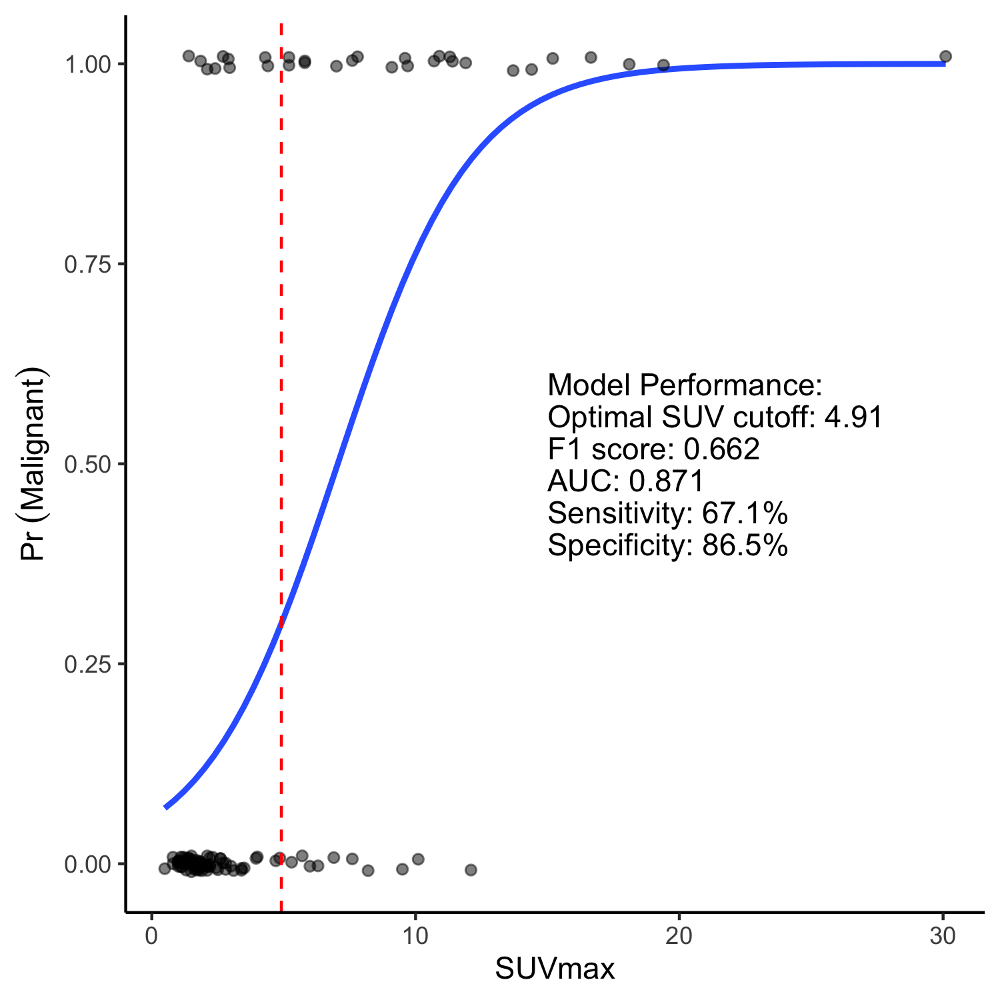 1.00
0.75
0.50
0.25
0.00
Pr (Malignant)
Model Performance:
Optimal SUV cutoff: 4.91
F1 score: 0.662
AUC: 0.871
Sensitivity: 67.1%
Specificity: 86.5%
0
10
20
30
SUVmax